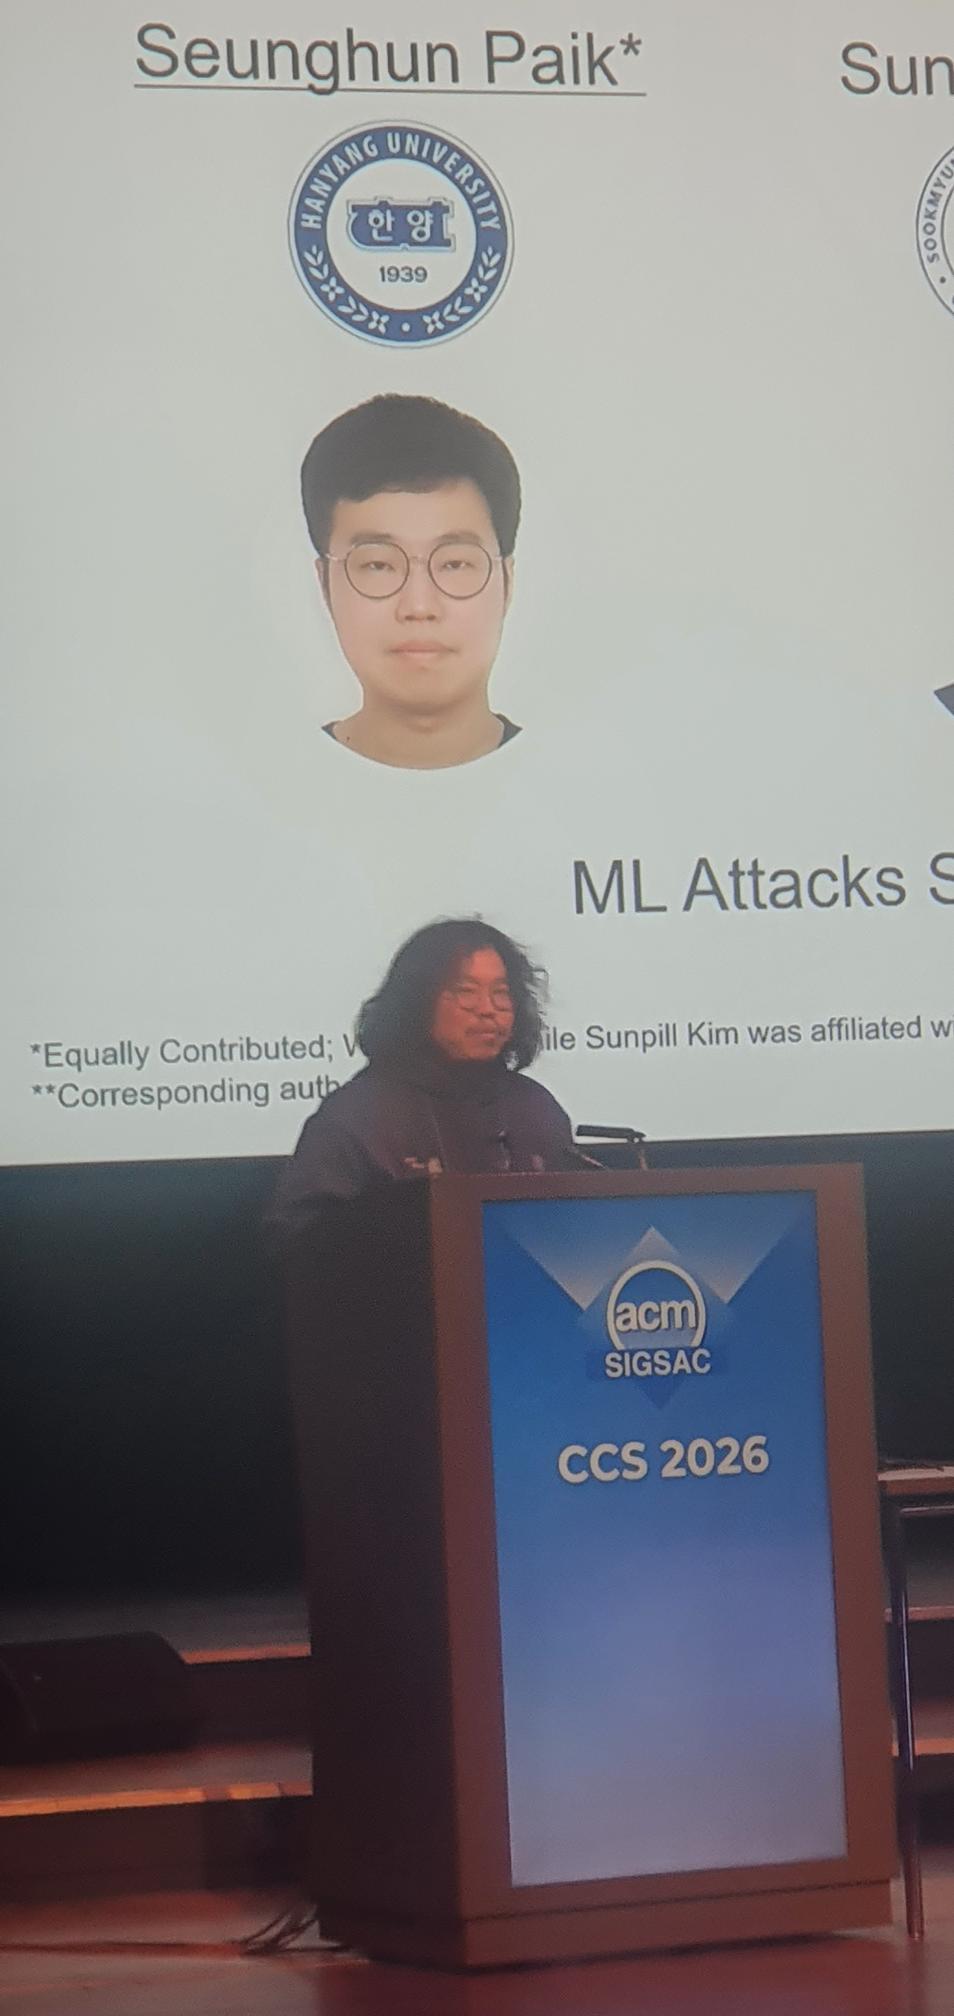 Seunghun Paik*
Sun
HANYANG UNIVERSITY
한양
1939
SOOKMYUN
ML Attacks S
*Equally Contributed; W ile Sunpill Kim was affiliated w
**Corresponding auth
acm
SIGSAC
CCS 2026